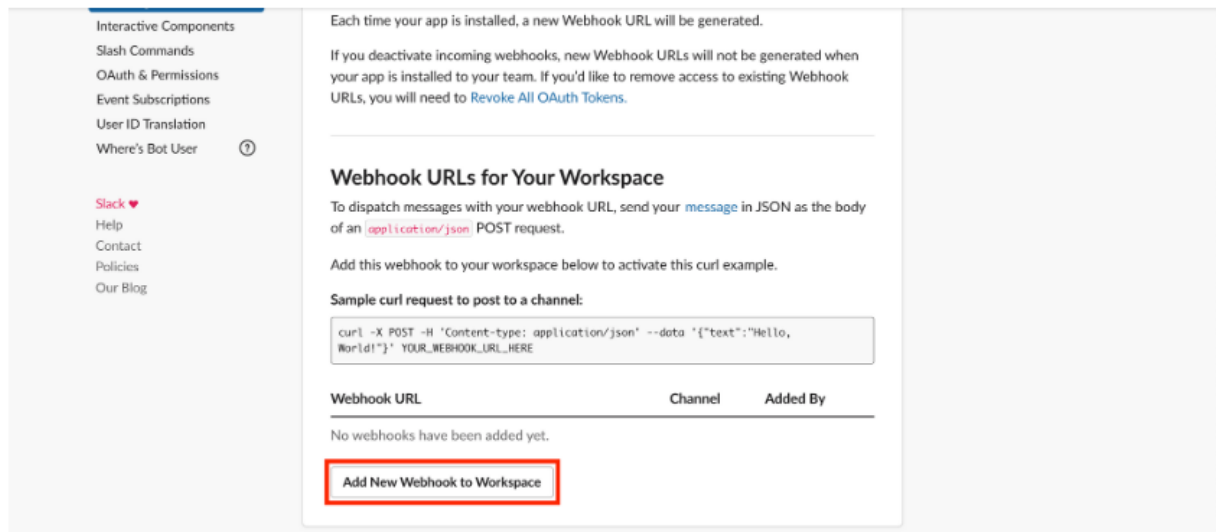 Interactive Components
Slash Commands
OAuth & Permissions
Event Subscriptions
User ID Translation
Where's Bot User
?
Slack ♥
Help
Contact
Policies
Our Blog
Each time your app is installed, a new Webhook URL will be generated.
If you deactivate incoming webhooks, new Webhook URLs will not be generated when
your app is installed to your team. If you'd like to remove access to existing Webhook
URLs, you will need to Revoke All OAuth Tokens.
Webhook URLs for Your Workspace
To dispatch messages with your webhook URL, send your message in JSON as the body
of an application/json POST request.
Add this webhook to your workspace below to activate this curl example.
Sample curl request to post to a channel:
curl -X POST -H 'Content-type: application/json' --data '{"text":"Hello,
World!"}' YOUR_WEBHOOK_URL_HERE
Webhook URL Channel Added By
No webhooks have been added yet.
Add New Webhook to Workspace